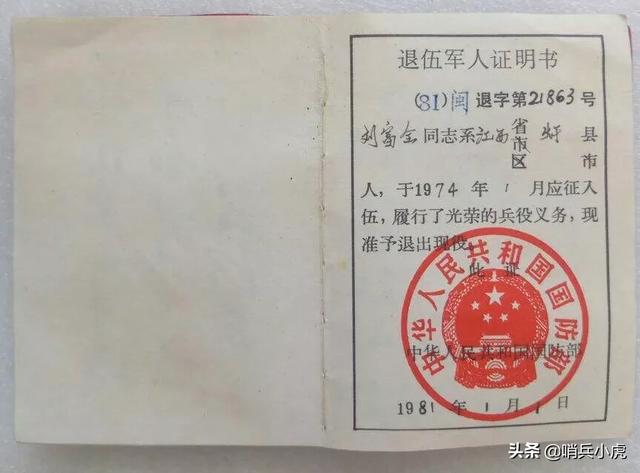 退伍军人证明书
(81)闽退字第21863号
刘富金同志系江西省市区 县市
人，于1974年1月应征入
伍，履行了光荣的兵役义务，现
准予退出现役。
此证
中华人民共和国国防部
中华人民共和国国防部
1981年1月1日
头条 @哨兵小虎